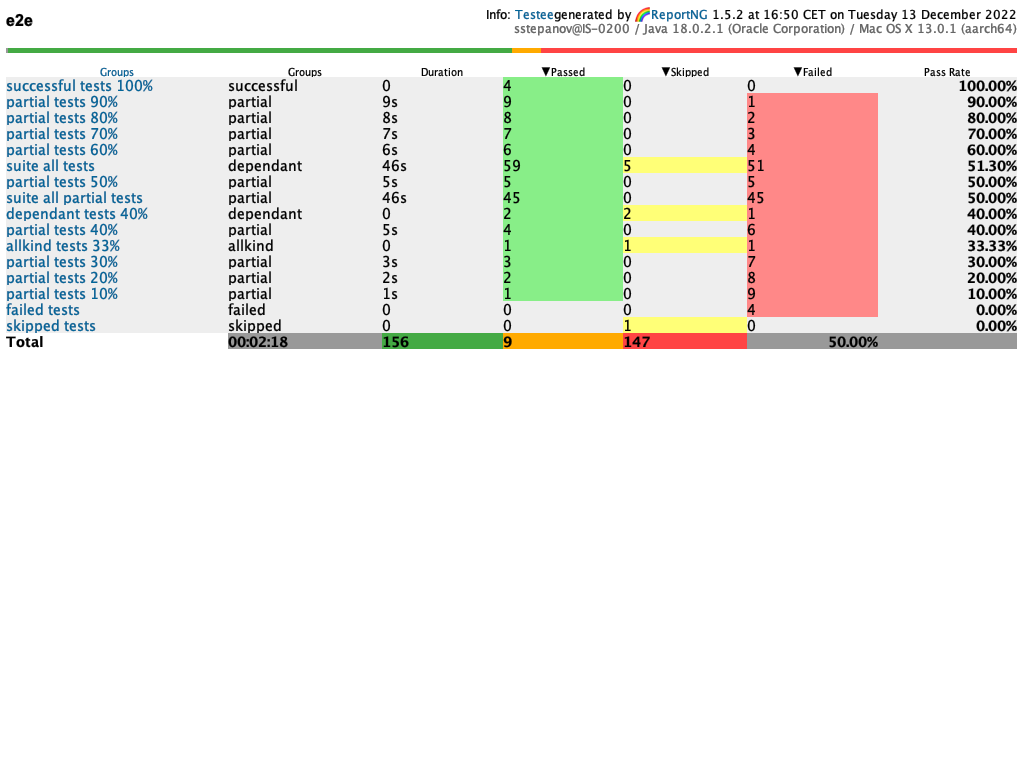 e2e
Info: Testeegenerated by ReportNG 1.5.2 at 16:50 CET on Tuesday 13 December 2022
sstepanov@IS-0200 / Java 18.0.2.1 (Oracle Corporation) / Mac OS X 13.0.1 (aarch64)
Groups Groups Duration ▼Passed ▼Skipped ▼Failed Pass Rate
successful tests 100% successful 0 4 0 0 100.00%
partial tests 90% partial 9s 9 0 1 90.00%
partial tests 80% partial 8s 8 0 2 80.00%
partial tests 70% partial 7s 7 0 3 70.00%
partial tests 60% partial 6s 6 0 4 60.00%
suite all tests dependant 46s 59 5 51 51.30%
partial tests 50% partial 5s 5 0 5 50.00%
suite all partial tests partial 46s 45 0 45 50.00%
dependant tests 40% dependant 0 2 2 1 40.00%
partial tests 40% partial 5s 4 0 6 40.00%
allkind tests 33% allkind 0 1 1 1 33.33%
partial tests 30% partial 3s 3 0 7 30.00%
partial tests 20% partial 2s 2 0 8 20.00%
partial tests 10% partial 1s 1 0 9 10.00%
failed tests failed 0 0 0 4 0.00%
skipped tests skipped 0 0 1 0 0.00%
Total 00:02:18 156 9 147 50.00%